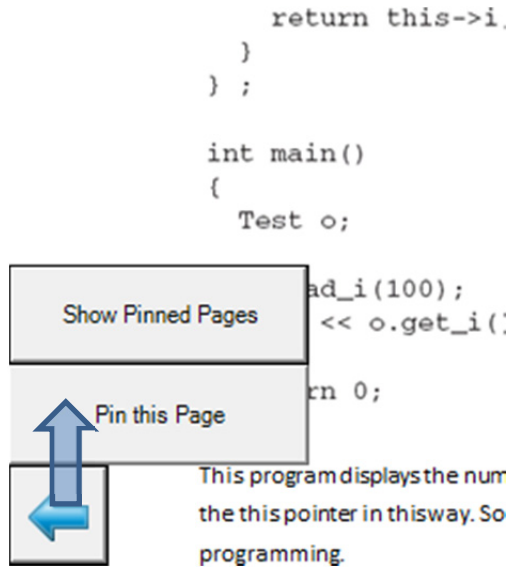 return this->i
}
} ;
int main()
{
Test o;
ad_i(100);
Show Pinned Pages
<< o.get_i()
rn 0;
Pin this Page
This program displays the num
the this pointer in thisway. So
programming.